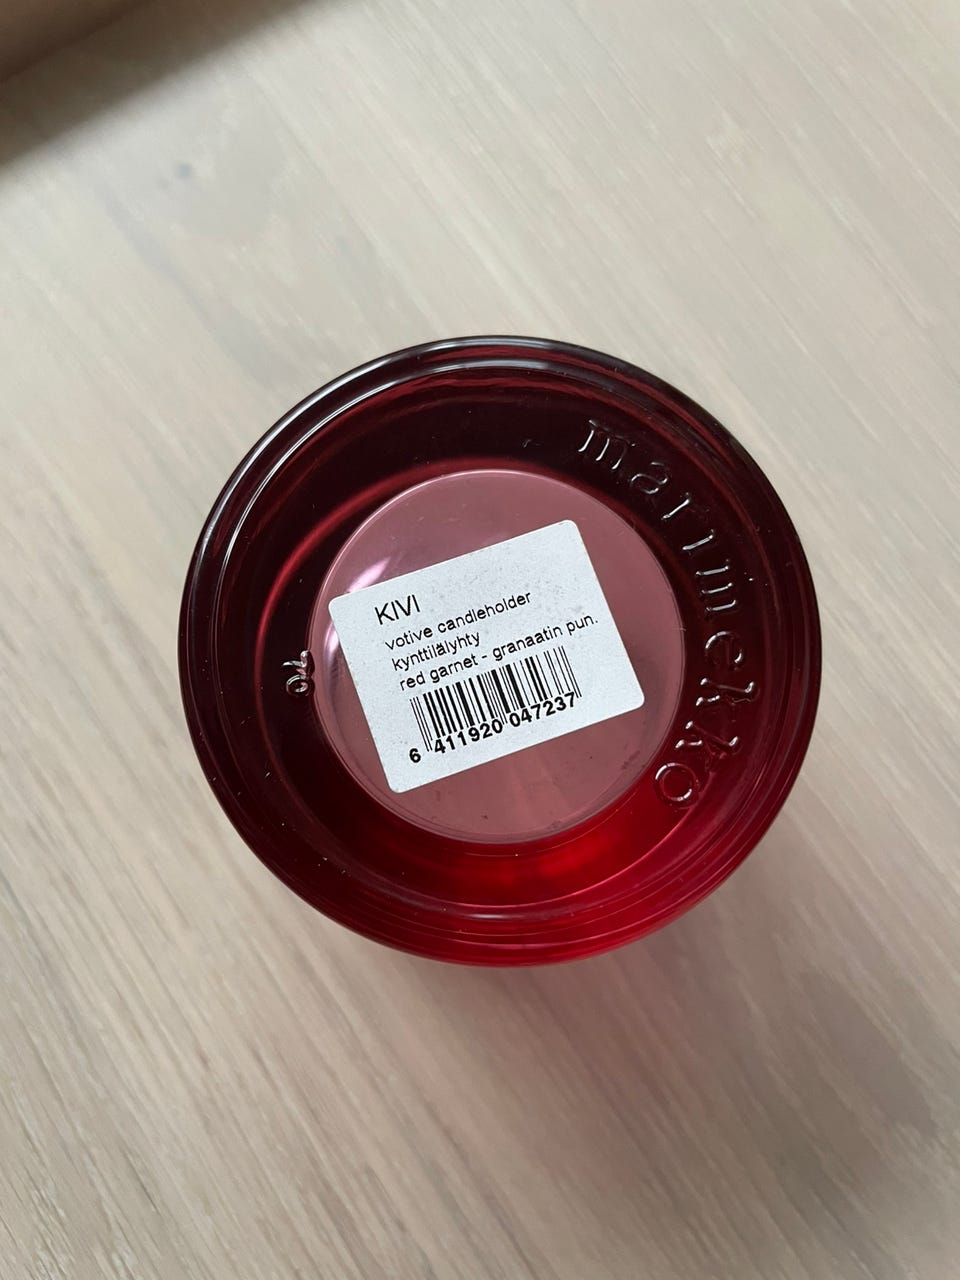 marimekko
KIVI
votive candleholder
kynttilälyhty
red garnet - granaatin pun.
6 411920 047237